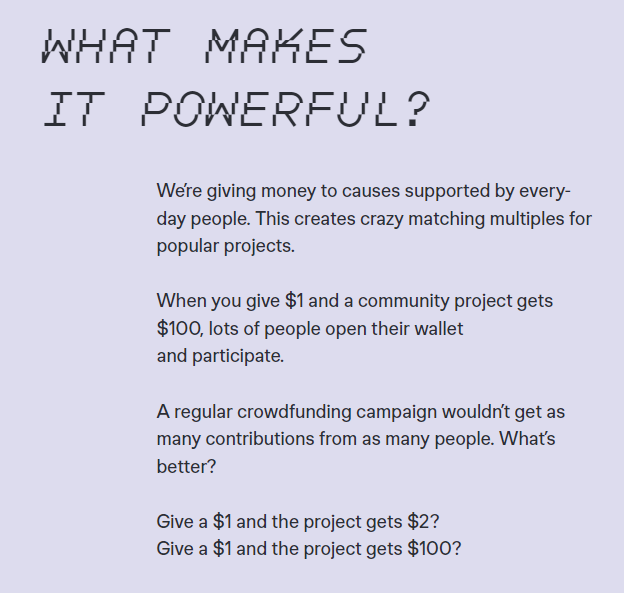 WHAT MAKES
IT POWERFUL?
We're giving money to causes supported by every-
day people. This creates crazy matching multiples for
popular projects.
When you give $1 and a community project gets
$100, lots of people open their wallet
and participate.
A regular crowdfunding campaign wouldn't get as
many contributions from as many people. What's
better?
Give a $1 and the project gets $2?
Give a $1 and the project gets $100?